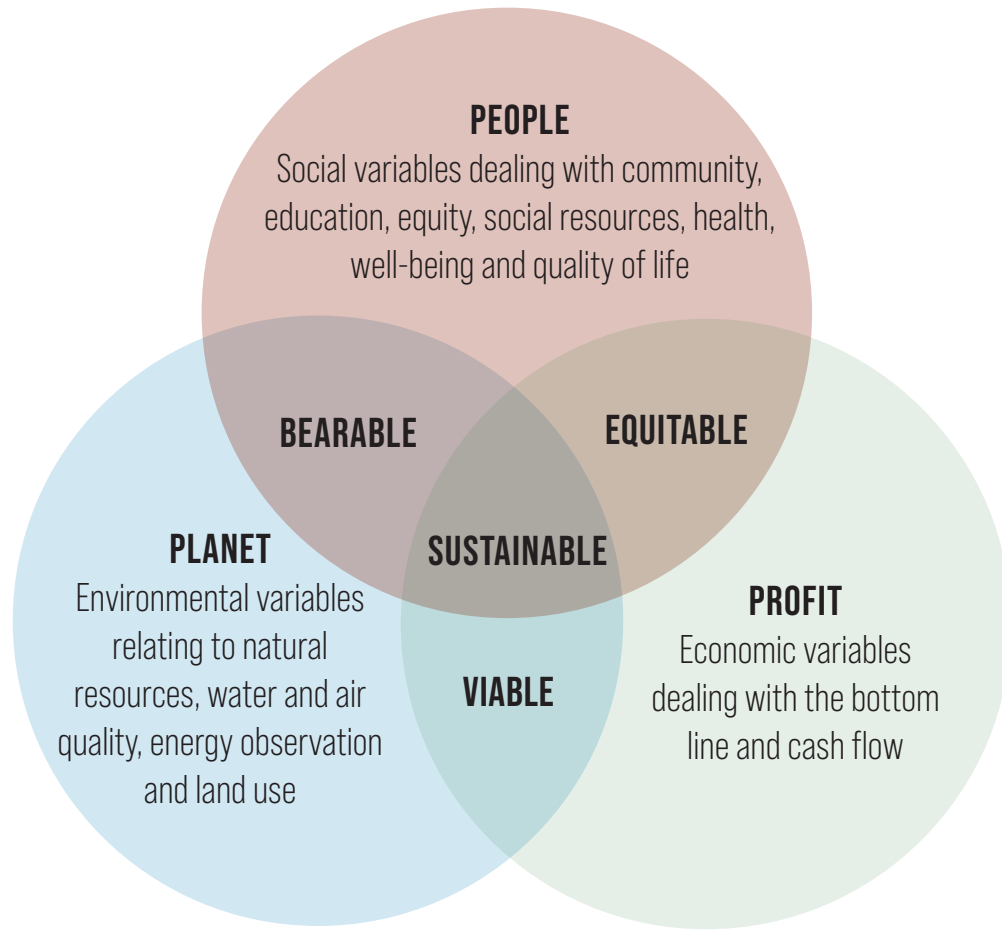 PEOPLE
Social variables dealing with community,
education, equity, social resources, health,
well-being and quality of life
BEARABLE
EQUITABLE
SUSTAINABLE
PLANET
Environmental variables
relating to natural
resources, water and air
quality, energy observation
and land use
VIABLE
PROFIT
Economic variables
dealing with the bottom
line and cash flow